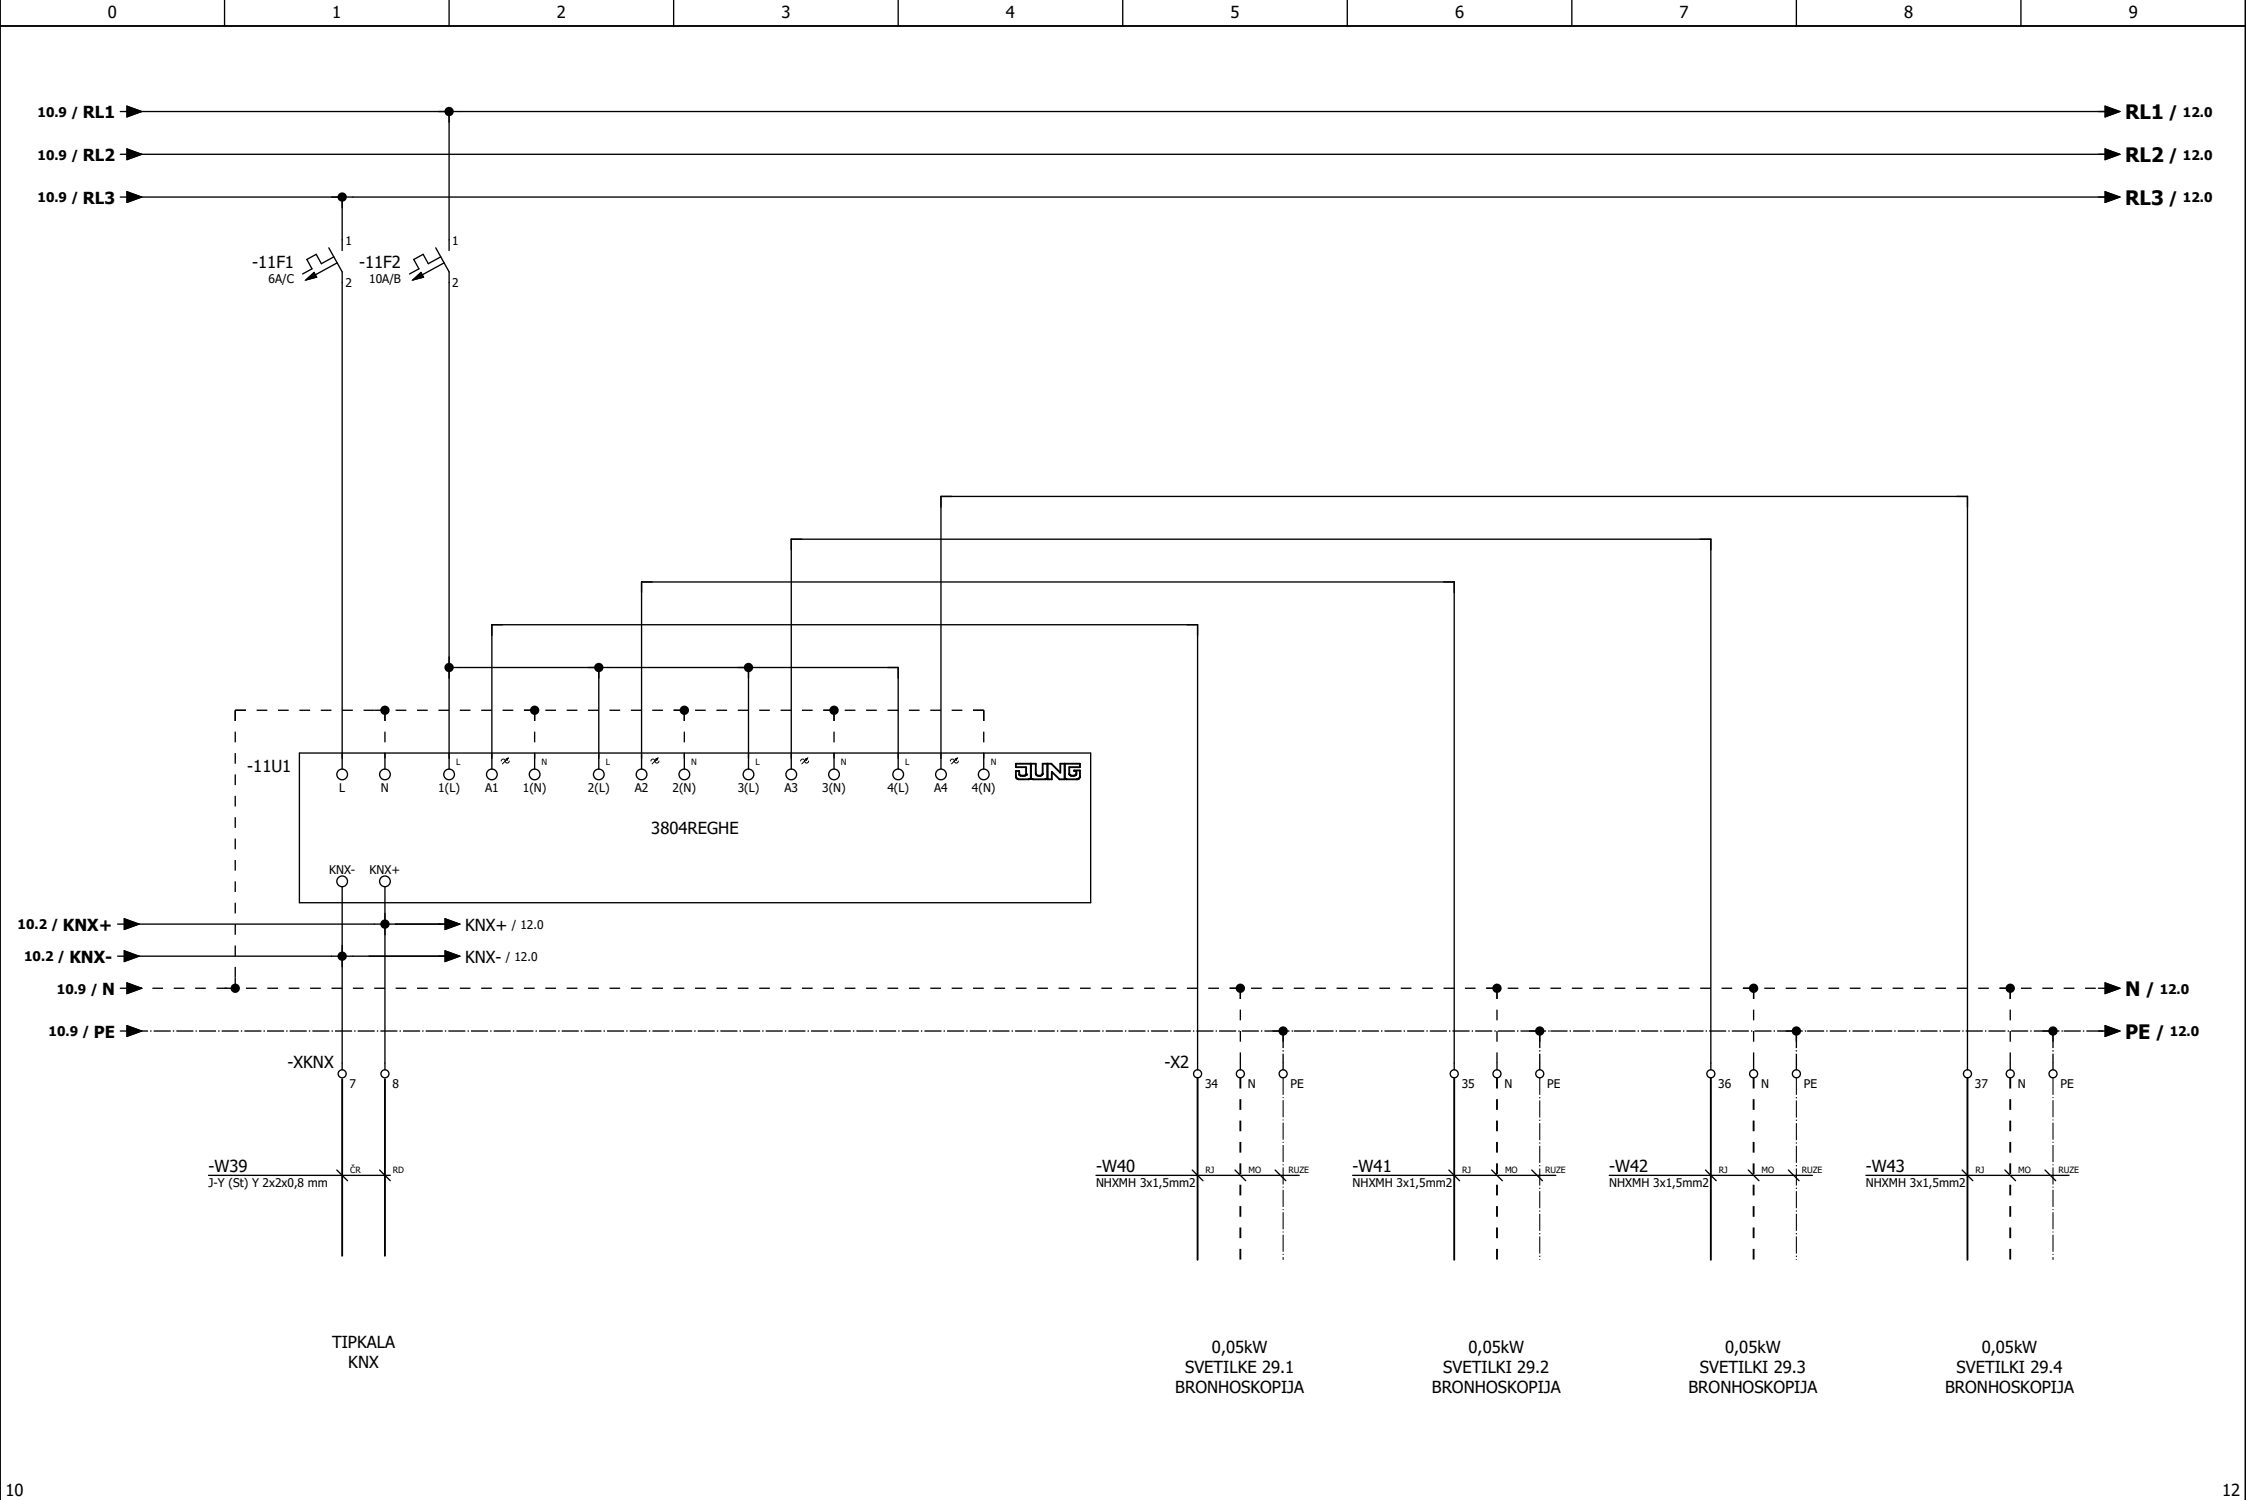 0 1 2 3 4 5 6 7 8 9
10.9 / RL1 RL1 / 12.0
10.9 / RL2 RL2 / 12.0
10.9 / RL3 RL3 / 12.0
1 1
-11F1 -11F2
6A/C 10A/B
2 2
-11U1
L N L N L N L N
JUNG
L N 1(L) A1 1(N) 2(L) A2 2(N) 3(L) A3 3(N) 4(L) A4 4(N)
3804REGHE
KNX- KNX+
10.2 / KNX+ KNX+ / 12.0
10.2 / KNX- KNX- / 12.0
10.9 / N N / 12.0
10.9 / PE PE / 12.0
-XKNX -X2
7 8 34 N PE 35 N PE 36 N PE 37 N PE
-W39 ČR RD -W40 RJ MO RUZE -W41 RJ MO RUZE -W42 RJ MO RUZE -W43 RJ MO RUZE
J-Y (St) Y 2x2x0,8 mm NHXMH 3x1,5mm2 NHXMH 3x1,5mm2 NHXMH 3x1,5mm2 NHXMH 3x1,5mm2
TIPKALA
KNX
0,05kW
SVETILKE 29.1
BRONHOSKOPIJA
0,05kW
SVETILKI 29.2
BRONHOSKOPIJA
0,05kW
SVETILKI 29.3
BRONHOSKOPIJA
0,05kW
SVETILKI 29.4
BRONHOSKOPIJA
10 12